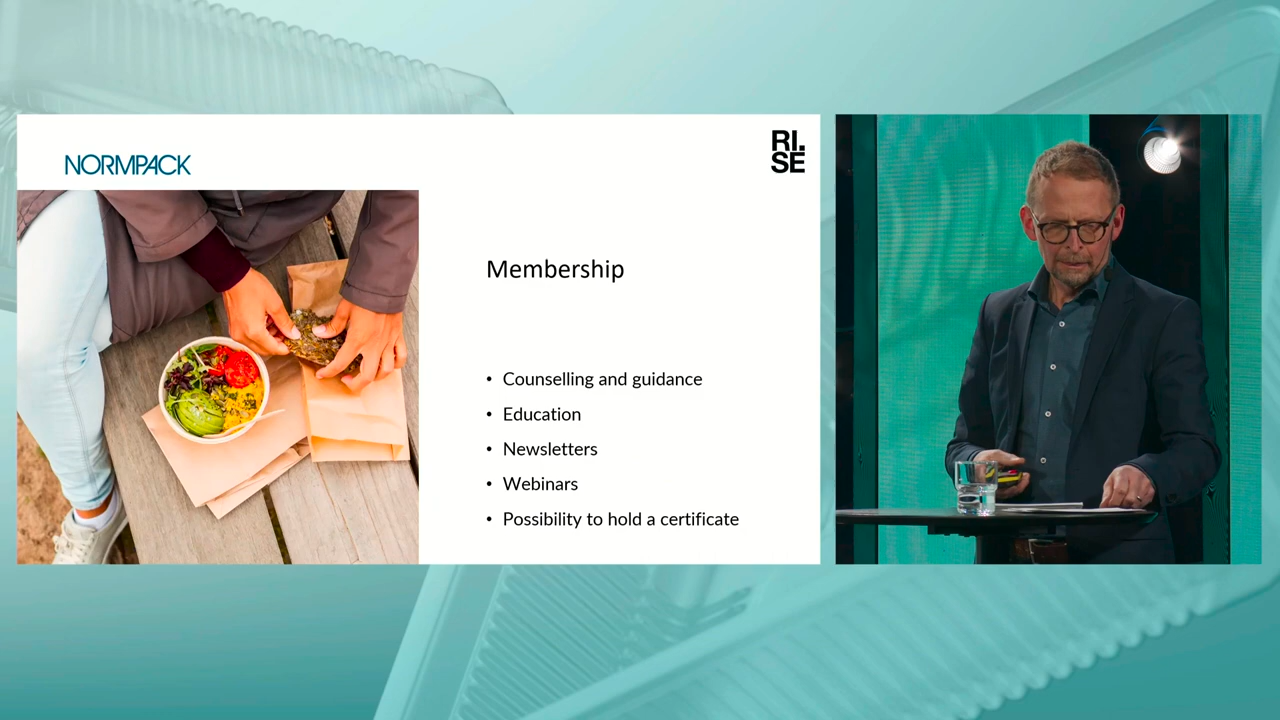 NORMPACK
RI.
SE
Membership
• Counselling and guidance
• Education
• Newsletters
• Webinars
• Possibility to hold a certificate